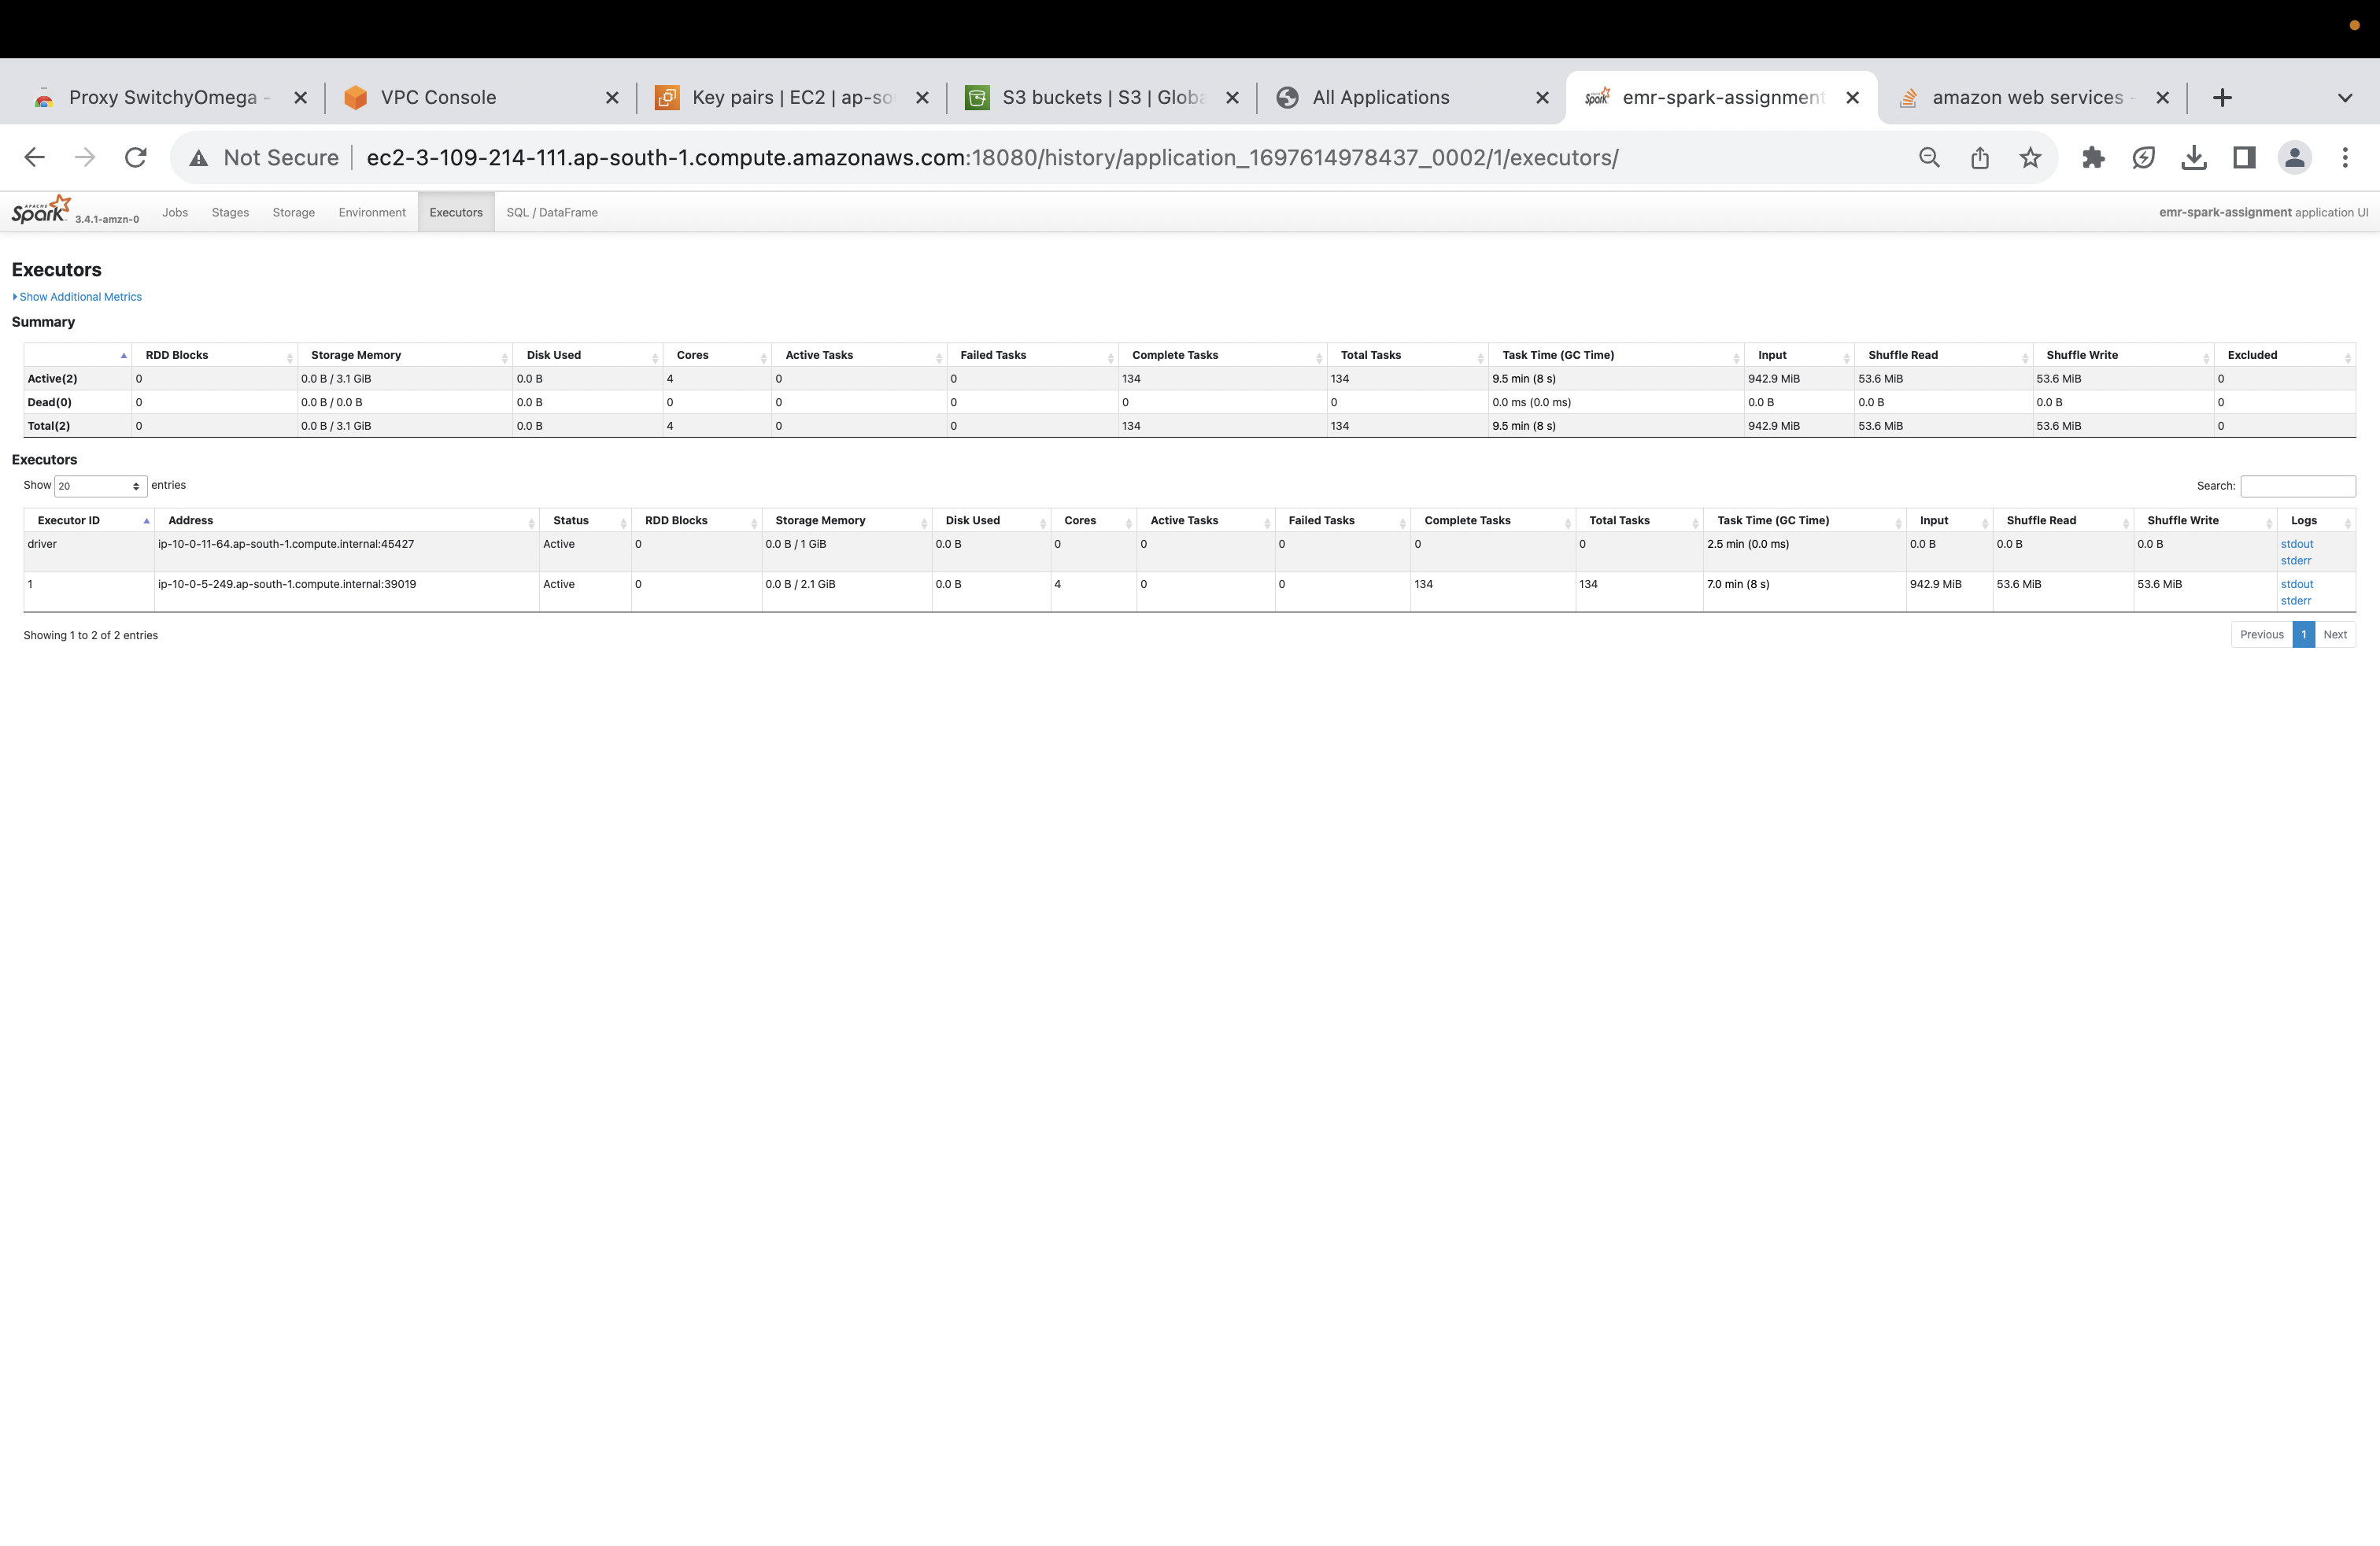 Proxy SwitchyOmega -
VPC Console
Key pairs | EC2 | ap-so
S3 buckets | S3 | Globa
All Applications
emr-spark-assignment
amazon web services -
Not Secure ec2-3-109-214-111.ap-south-1.compute.amazonaws.com:18080/history/application_1697614978437_0002/1/executors/
APACHE Spark 3.4.1-amzn-0 Jobs Stages Storage Environment Executors SQL / DataFrame emr-spark-assignment application UI
Executors
Show Additional Metrics
Summary
RDD Blocks Storage Memory Disk Used Cores Active Tasks Failed Tasks Complete Tasks Total Tasks Task Time (GC Time) Input Shuffle Read Shuffle Write Excluded
Active(2) 0 0.0 B / 3.1 GiB 0.0 B 4 0 0 134 134 9.5 min (8 s) 942.9 MiB 53.6 MiB 53.6 MiB 0
Dead(0) 0 0.0 B / 0.0 B 0.0 B 0 0 0 0 0 0.0 ms (0.0 ms) 0.0 B 0.0 B 0.0 B 0
Total(2) 0 0.0 B / 3.1 GiB 0.0 B 4 0 0 134 134 9.5 min (8 s) 942.9 MiB 53.6 MiB 53.6 MiB 0
Executors
Show 20 entries Search:
Executor ID Address Status RDD Blocks Storage Memory Disk Used Cores Active Tasks Failed Tasks Complete Tasks Total Tasks Task Time (GC Time) Input Shuffle Read Shuffle Write Logs
driver ip-10-0-11-64.ap-south-1.compute.internal:45427 Active 0 0.0 B / 1 GiB 0.0 B 0 0 0 0 0 2.5 min (0.0 ms) 0.0 B 0.0 B 0.0 B stdout
stderr
1 ip-10-0-5-249.ap-south-1.compute.internal:39019 Active 0 0.0 B / 2.1 GiB 0.0 B 4 0 0 134 134 7.0 min (8 s) 942.9 MiB 53.6 MiB 53.6 MiB stdout
stderr
Showing 1 to 2 of 2 entries Previous 1 Next